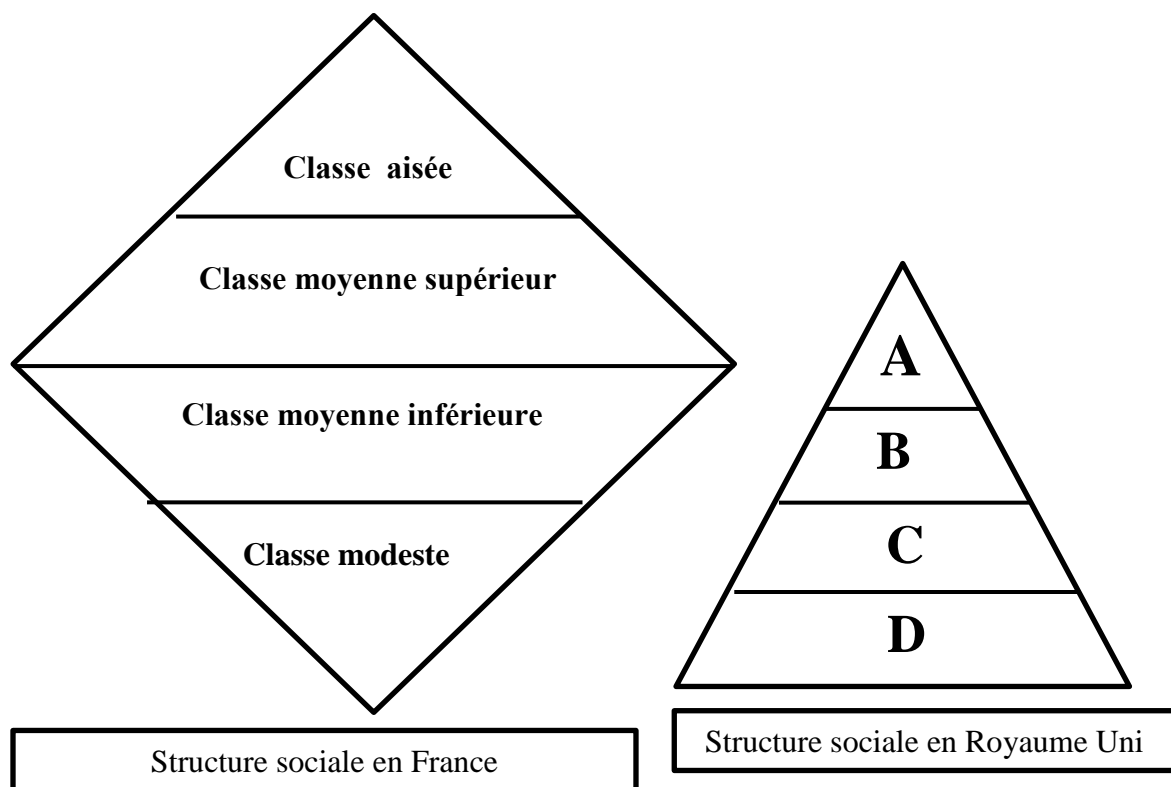 Classe aisée
Classe moyenne supérieur
Classe moyenne inférieure
Classe modeste
Structure sociale en France
A
B
C
D
Structure sociale en Royaume Uni